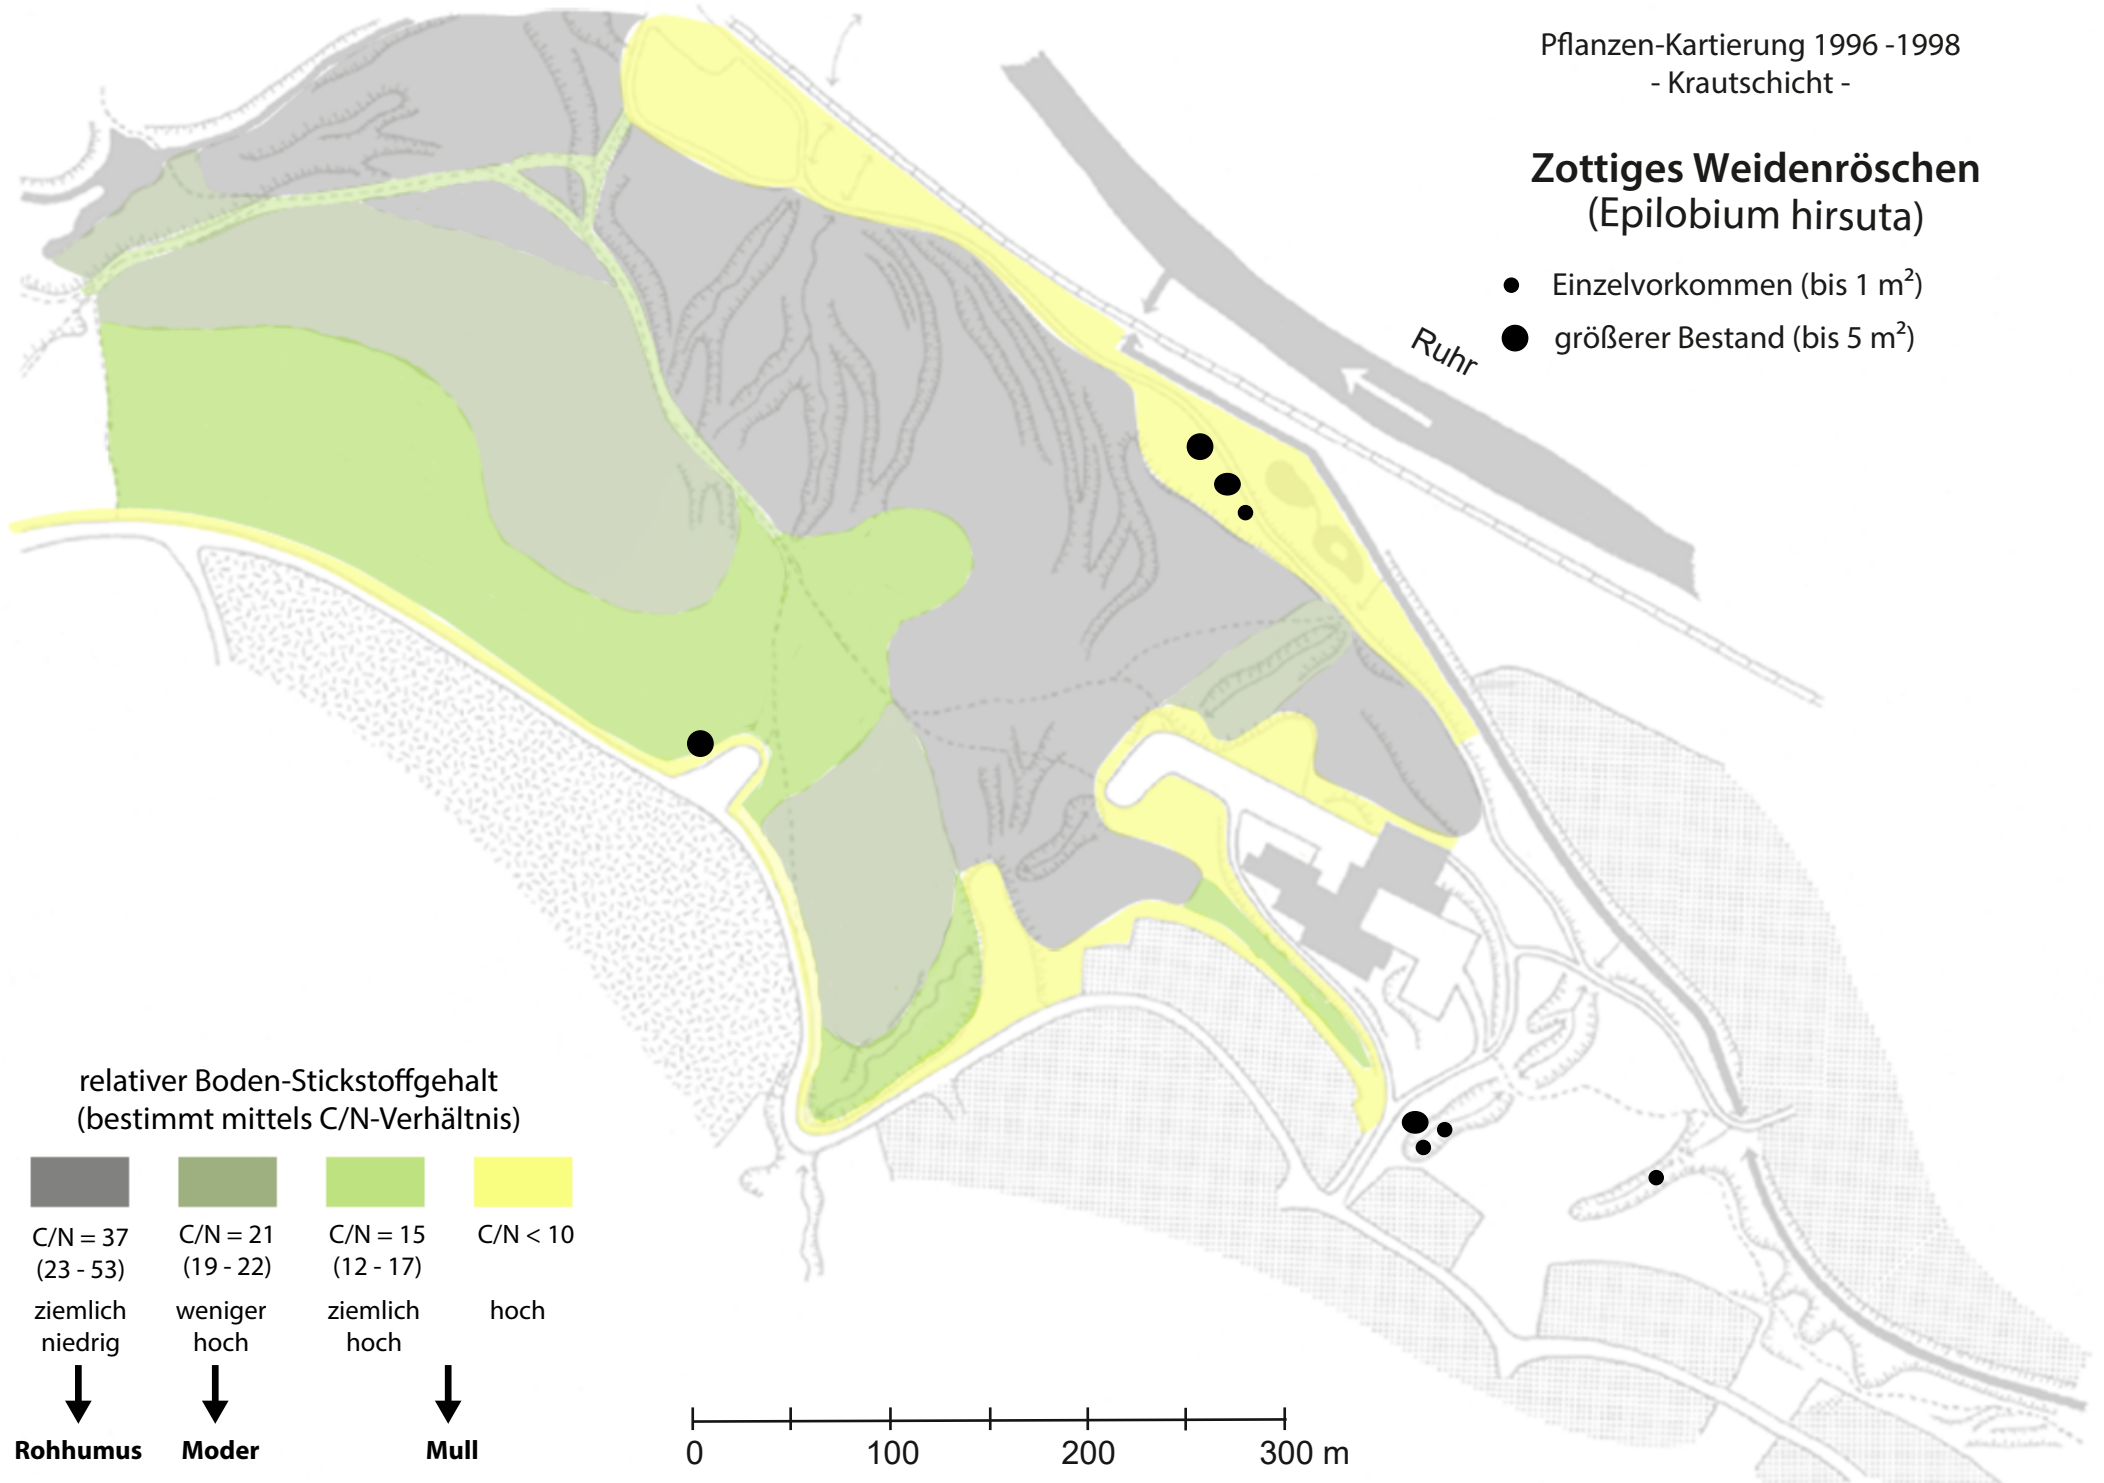 Pflanzen-Kartierung 1996 -1998
- Krautschicht -
Zottiges Weidenröschen
(Epilobium hirsuta)
Einzelvorkommen (bis 1 m²)
größerer Bestand (bis 5 m²)
Ruhr
relativer Boden-Stickstoffgehalt
(bestimmt mittels C/N-Verhältnis)
C/N = 37 C/N = 21 C/N = 15 C/N < 10
(23 - 53) (19 - 22) (12 - 17)
ziemlich weniger ziemlich hoch
niedrig hoch hoch
Rohhumus Moder Mull
0 100 200 300 m